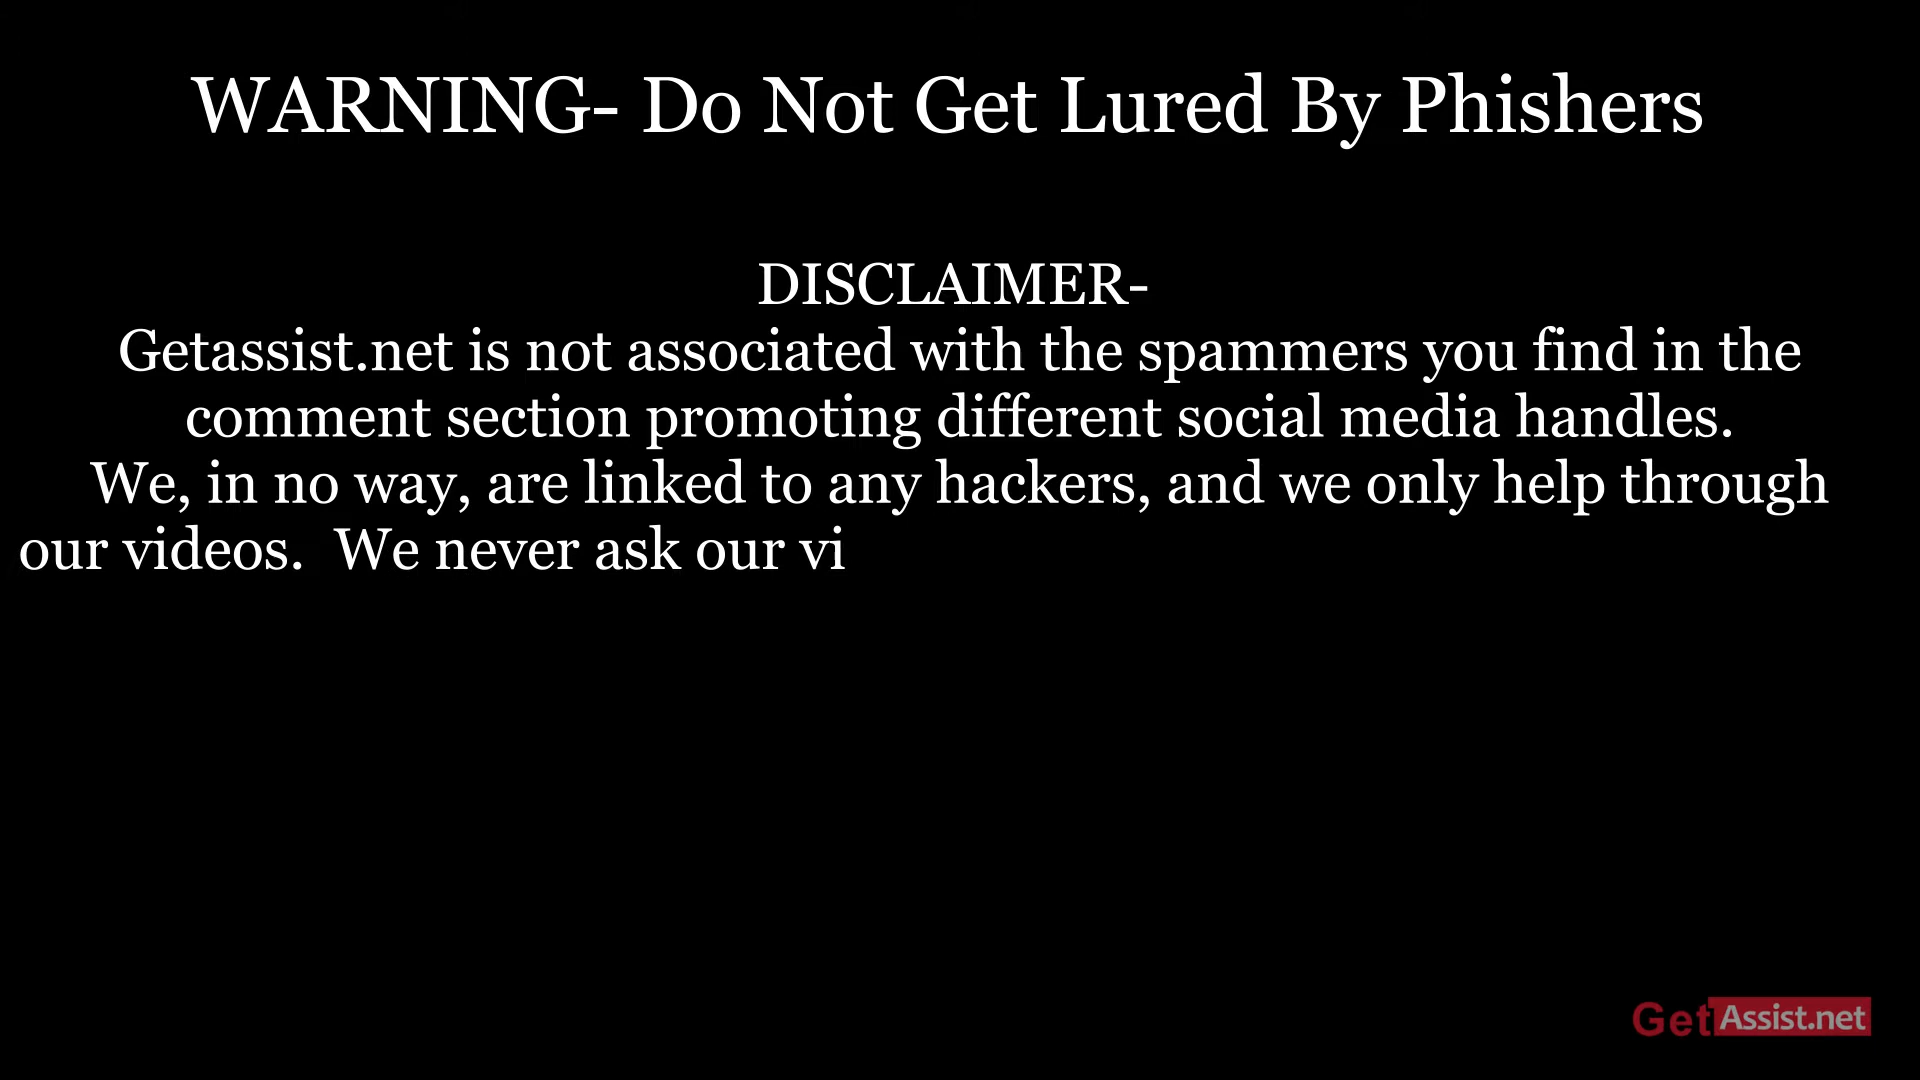 WARNING- Do Not Get Lured By Phishers
DISCLAIMER-
Getassist.net is not associated with the spammers you find in the
comment section promoting different social media handles.
We, in no way, are linked to any hackers, and we only help through
our videos.  We never ask our vi
GetAssist.net